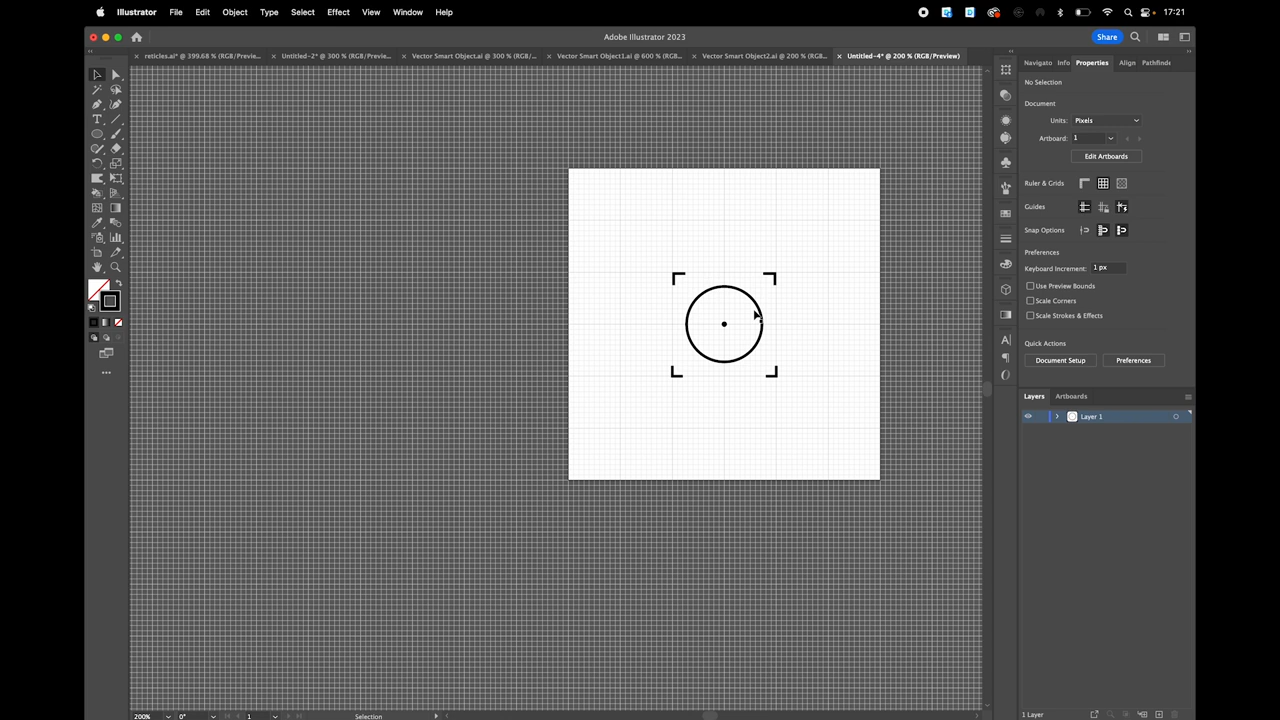 Illustrator File Edit Object Type Select Effect View Window Help 17:21
Adobe Illustrator 2023 Share
reticles.ai* @ 399.68 % (RGB/Previe... Untitled-2* @ 300 % (RGB/Previe... Vector Smart Object.ai @ 300 % (RGB/... Vector Smart Object1.ai @ 600 % (RGB... Vector Smart Object2.ai @ 200 % (RGB... Untitled-4* @ 200 % (RGB/Preview)
Navigato Info Properties Align Pathfinde
No Selection
Document
Units: Pixels
Artboard: 1
Edit Artboards
Ruler & Grids
Guides
Snap Options
Preferences
Keyboard Increment: 1 px
Use Preview Bounds
Scale Corners
Scale Strokes & Effects
Quick Actions
Document Setup Preferences
Layers Artboards
Layer 1
200% 0° 1 Selection
1 Layer